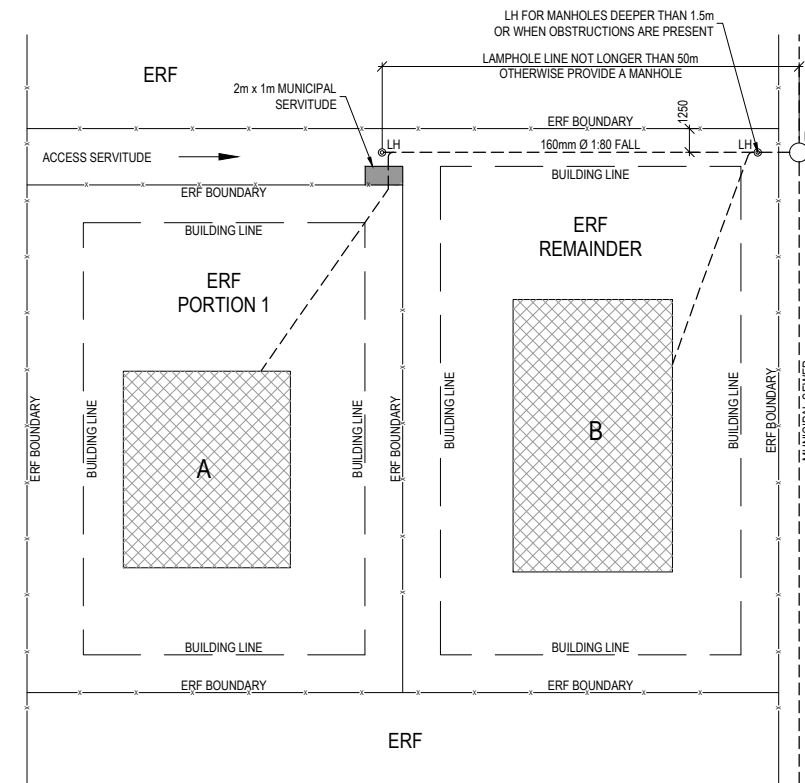 LH FOR MANHOLES DEEPER THAN 1.5m
OR WHEN OBSTRUCTIONS ARE PRESENT
LAMPHOLE LINE NOT LONGER THAN 50m
OTHERWISE PROVIDE A MANHOLE
ERF
2m x 1m MUNICIPAL
SERVITUDE
ERF BOUNDARY
1250
ACCESS SERVITUDE
LH
160mm Ø 1:80 FALL
LH
ERF BOUNDARY
BUILDING LINE
BUILDING LINE
ERF
PORTION 1
ERF
REMAINDER
ERF BOUNDARY
BUILDING LINE
A
BUILDING LINE
ERF BOUNDARY
B
BUILDING LINE
ERF BOUNDARY
MUNICIPAL SEWER
BUILDING LINE
BUILDING LINE
ERF BOUNDARY
ERF BOUNDARY
ERF